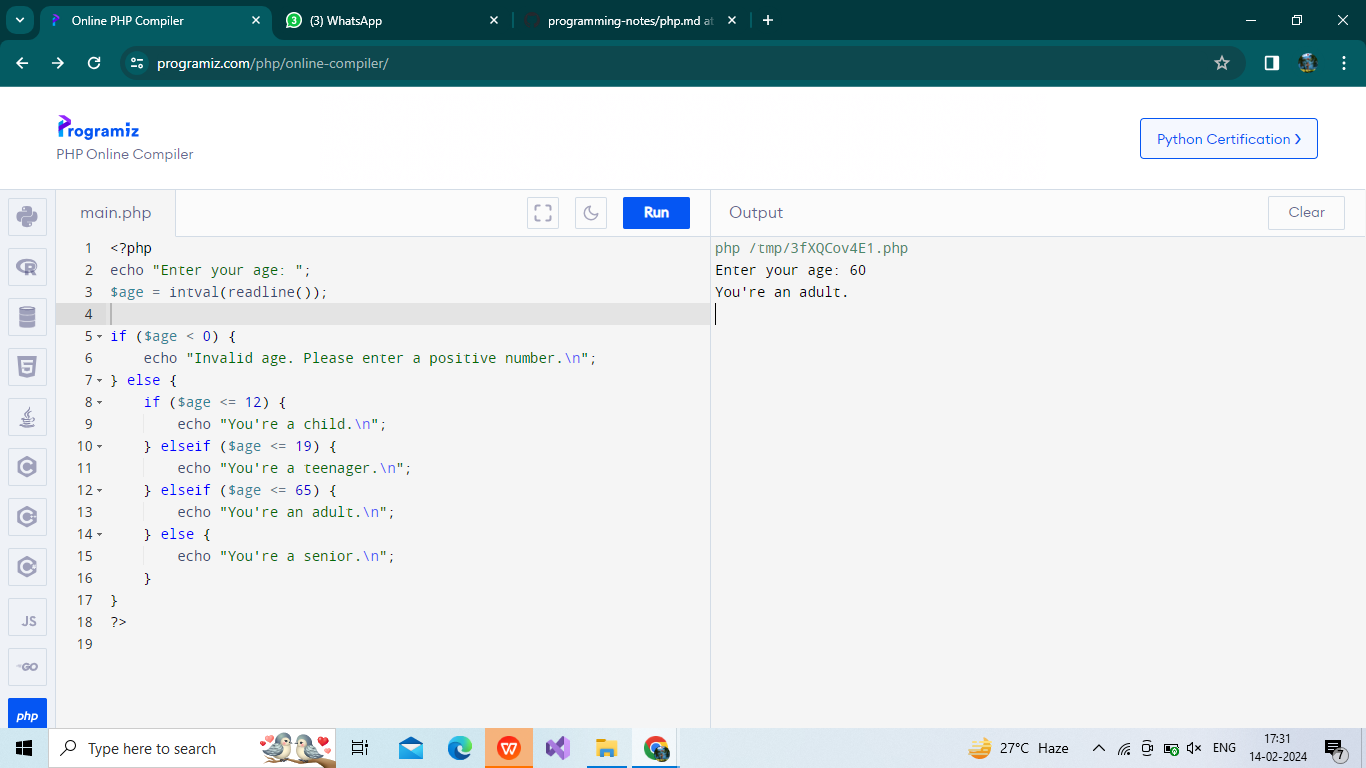 Online PHP Compiler
3
(3) WhatsApp
programming-notes/php.md at
programiz.com/php/online-compiler/
Programiz
PHP Online Compiler
Python Certification
main.php
Run
Output
Clear
1 <?php
2 echo "Enter your age: ";
3 $age = intval(readline());
4
5 if ($age < 0) {
6     echo "Invalid age. Please enter a positive number.\n";
7 } else {
8     if ($age <= 12) {
9         echo "You're a child.\n";
10     } elseif ($age <= 19) {
11         echo "You're a teenager.\n";
12     } elseif ($age <= 65) {
13         echo "You're an adult.\n";
14     } else {
15         echo "You're a senior.\n";
16     }
17 }
18 ?>
19
php /tmp/3fXQCov4E1.php
Enter your age: 60
You're an adult.
R
5
C
C
C
JS
GO
php
Type here to search
W
27°C Haze
ENG
17:31
14-02-2024
7